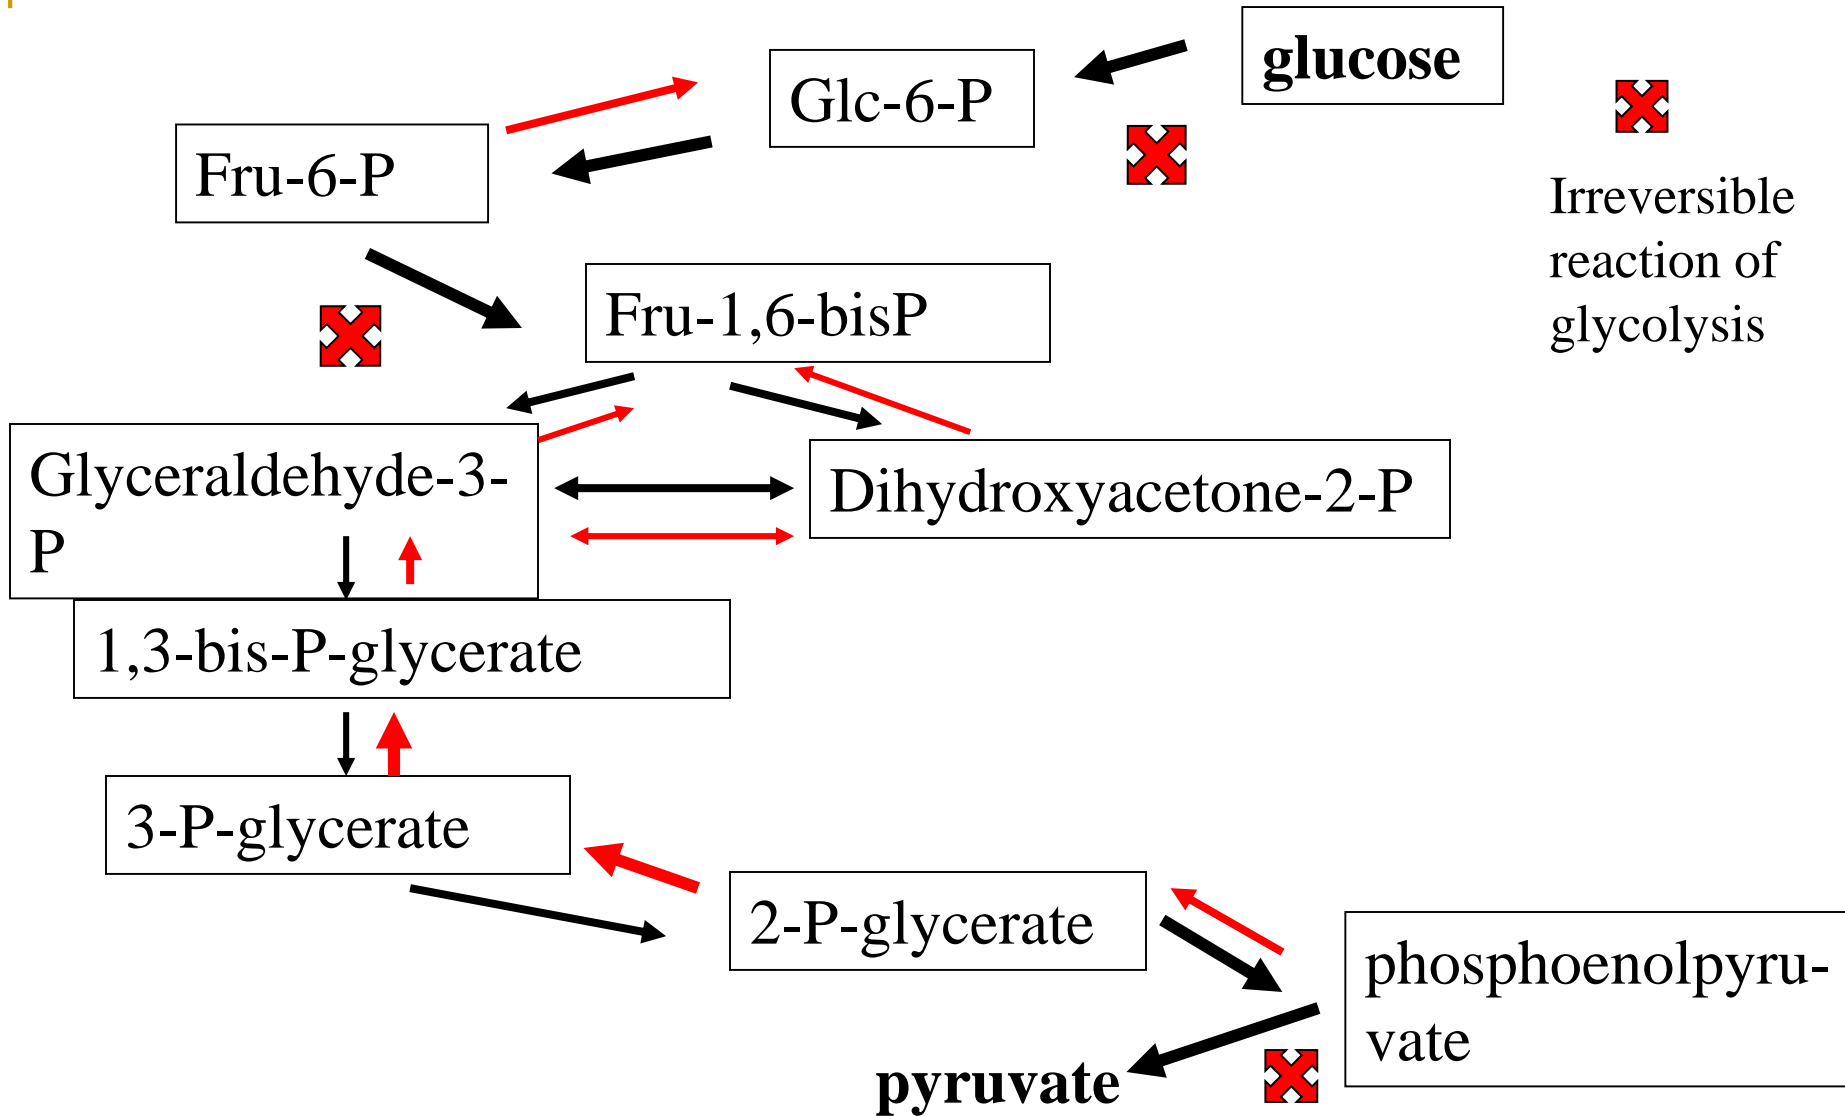 glucose
Glc-6-P
Fru-6-P
Irreversible
reaction of
glycolysis
Fru-1,6-bisP
Glyceraldehyde-3-
P
Dihydroxyacetone-2-P
1,3-bis-P-glycerate
3-P-glycerate
2-P-glycerate
phosphoenolpyru-
vate
pyruvate